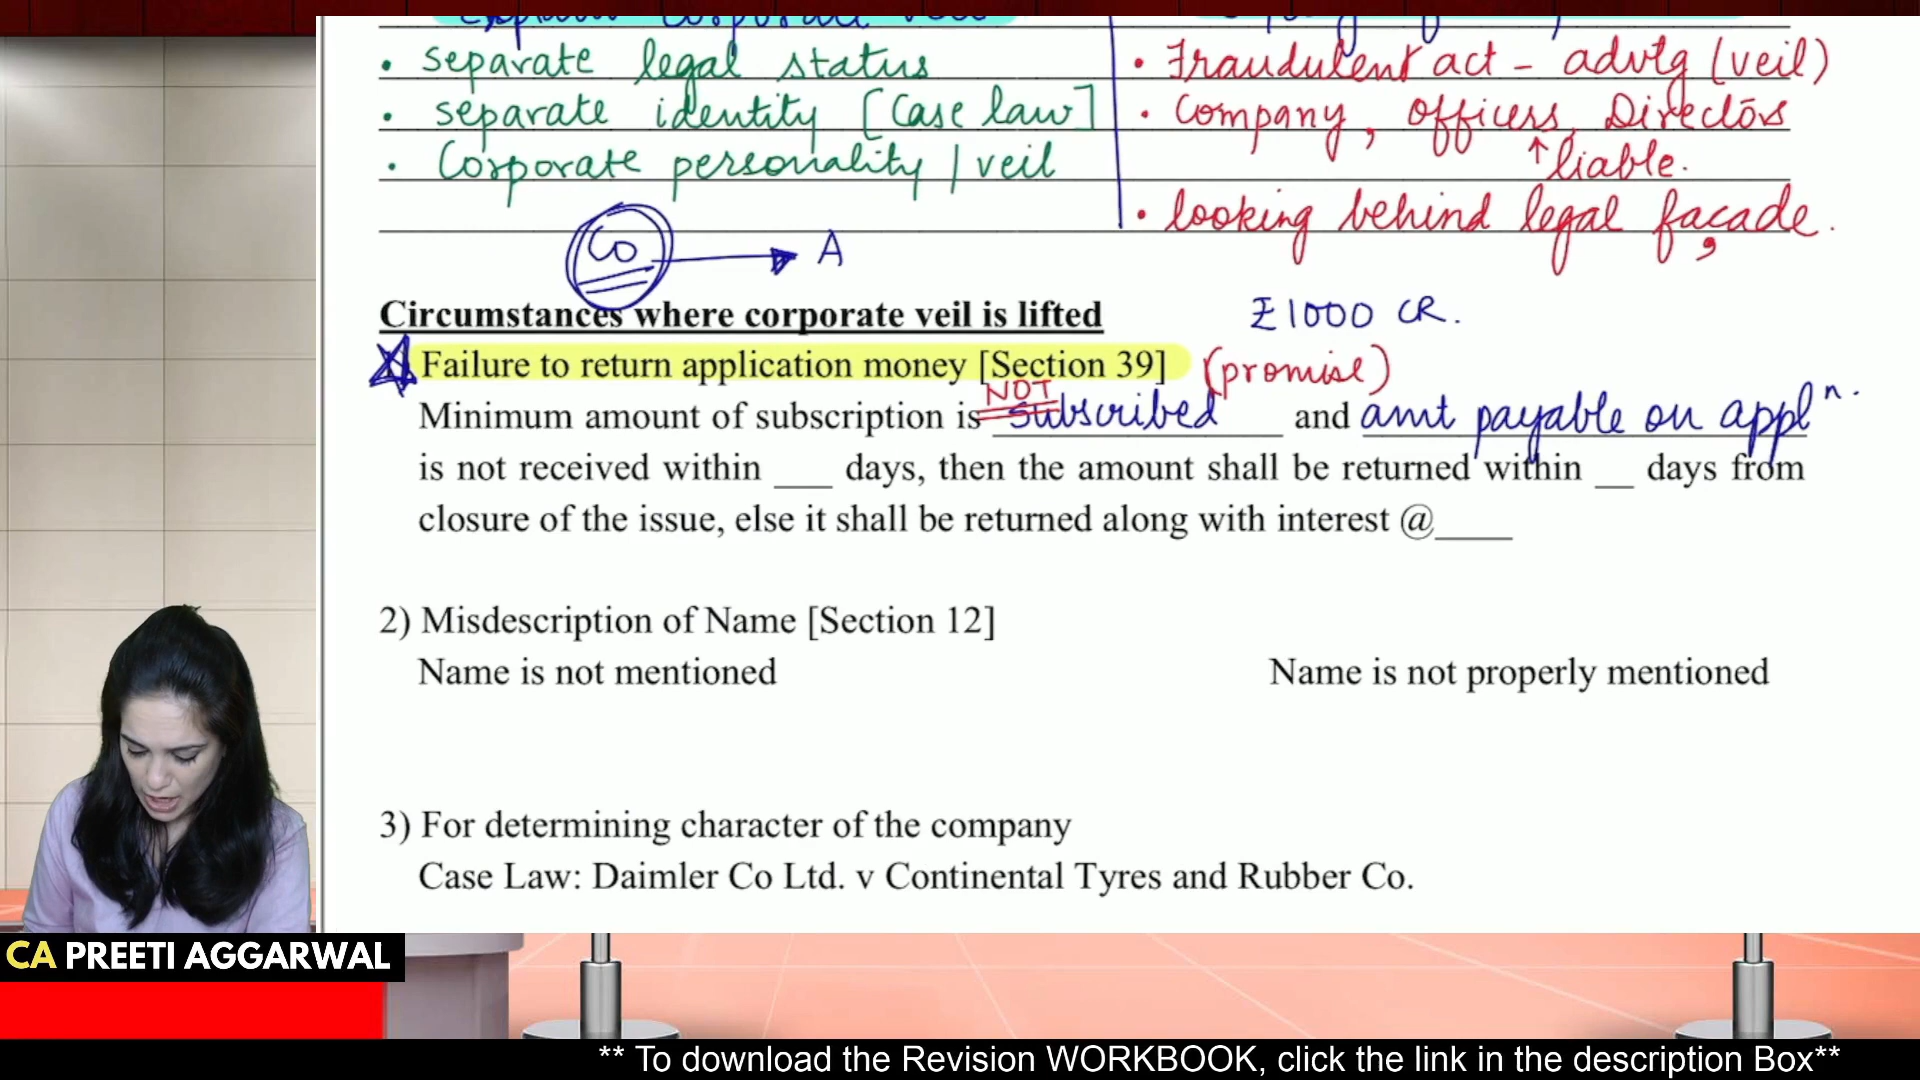 • separate legal status
• separate identity [Case law]
• Corporate personality / veil
• Fraudulent act - advtg (veil)
• Company, officers, Directors
↑ liable.
• looking behind legal facade.
Co → A
Circumstances where corporate veil is lifted
₹1000 CR.
Failure to return application money [Section 39] (promise)
NOT
Minimum amount of subscription is subscribed and amt payable on appln.
is not received within ___ days, then the amount shall be returned within __ days from
closure of the issue, else it shall be returned along with interest @____
2) Misdescription of Name [Section 12]
Name is not mentioned Name is not properly mentioned
3) For determining character of the company
Case Law: Daimler Co Ltd. v Continental Tyres and Rubber Co.
CA PREETI AGGARWAL
** To download the Revision WORKBOOK, click the link in the description Box**